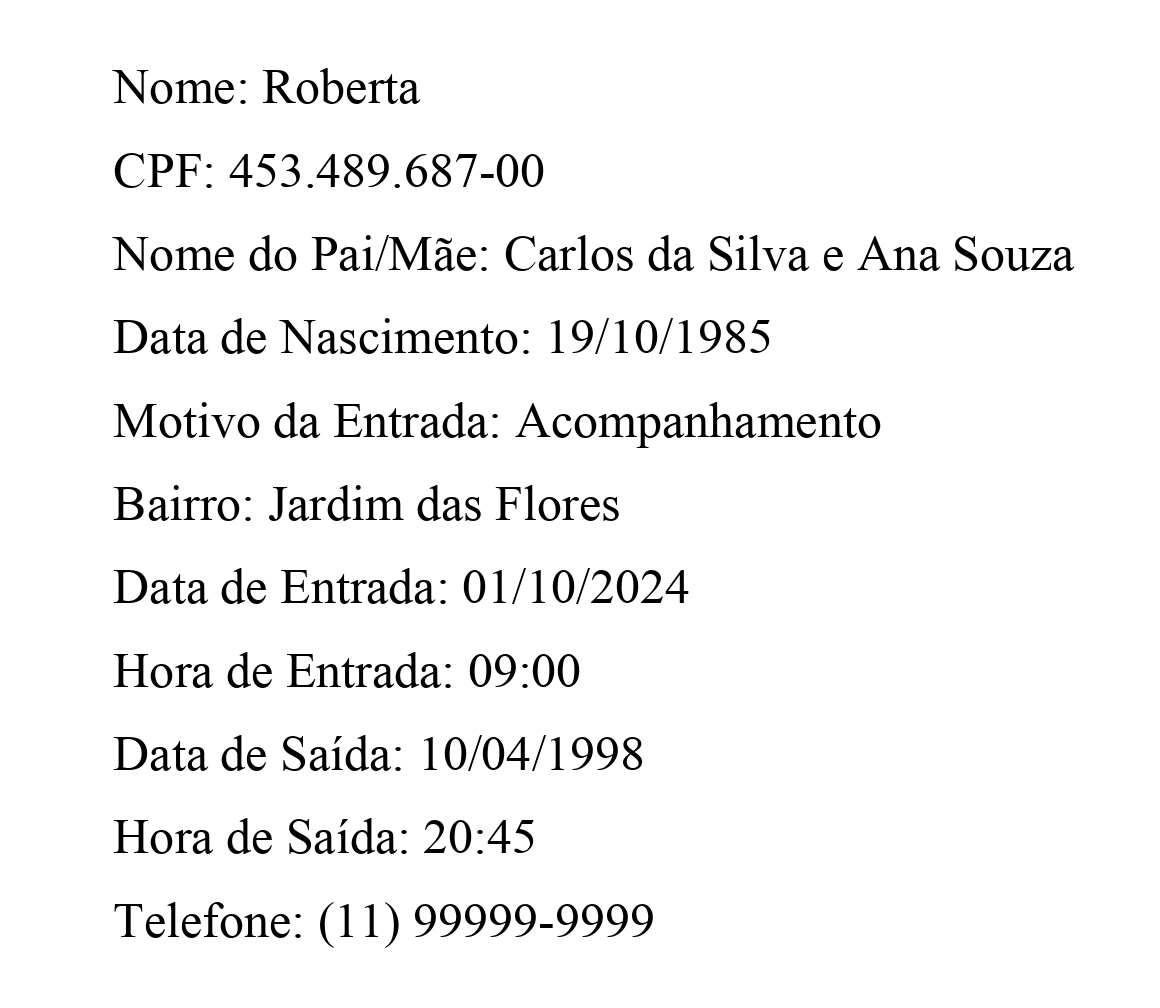 Nome: Roberta
CPF: 453.489.687-00
Nome do Pai/Mãe: Carlos da Silva e Ana Souza
Data de Nascimento: 19/10/1985
Motivo da Entrada: Acompanhamento
Bairro: Jardim das Flores
Data de Entrada: 01/10/2024
Hora de Entrada: 09:00
Data de Saída: 10/04/1998
Hora de Saída: 20:45
Telefone: (11) 99999-9999